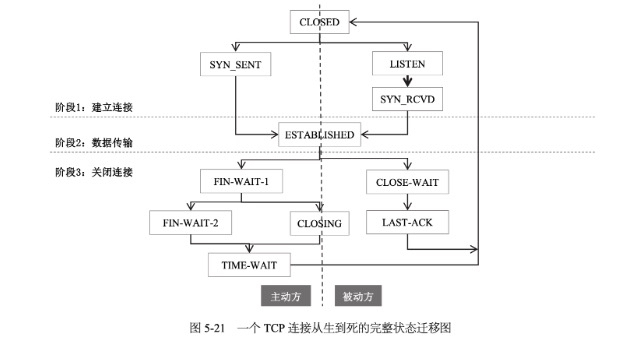 CLOSED
SYN_SENT
LISTEN
SYN_RCVD
阶段1：建立连接
ESTABLISHED
阶段2：数据传输
阶段3：关闭连接
FIN-WAIT-1
CLOSE-WAIT
FIN-WAIT-2
CLOSING
LAST-ACK
TIME-WAIT
主动方
被动方
图 5-21 一个 TCP 连接从生到死的完整状态迁移图